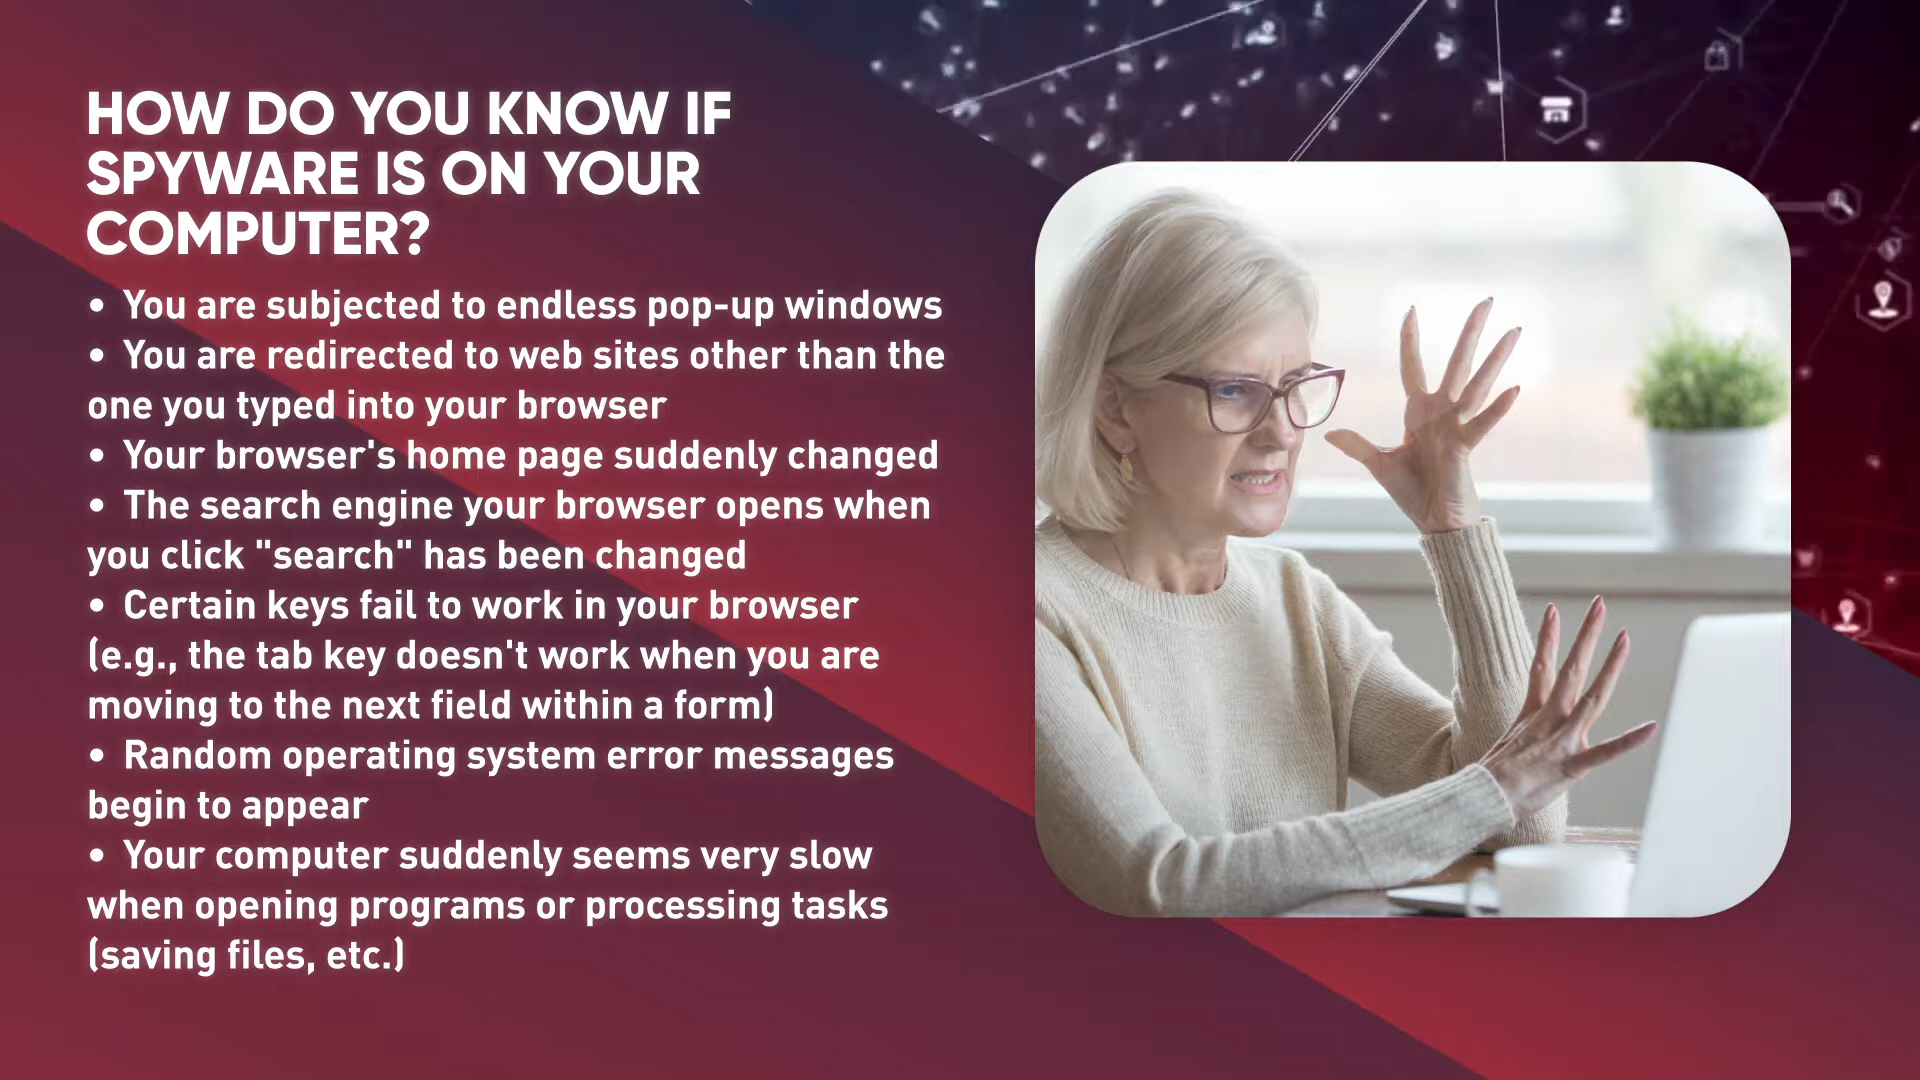 HOW DO YOU KNOW IF
SPYWARE IS ON YOUR
COMPUTER?
• You are subjected to endless pop-up windows
• You are redirected to web sites other than the
one you typed into your browser
• Your browser's home page suddenly changed
• The search engine your browser opens when
you click "search" has been changed
• Certain keys fail to work in your browser
(e.g., the tab key doesn't work when you are
moving to the next field within a form)
• Random operating system error messages
begin to appear
• Your computer suddenly seems very slow
when opening programs or processing tasks
(saving files, etc.)